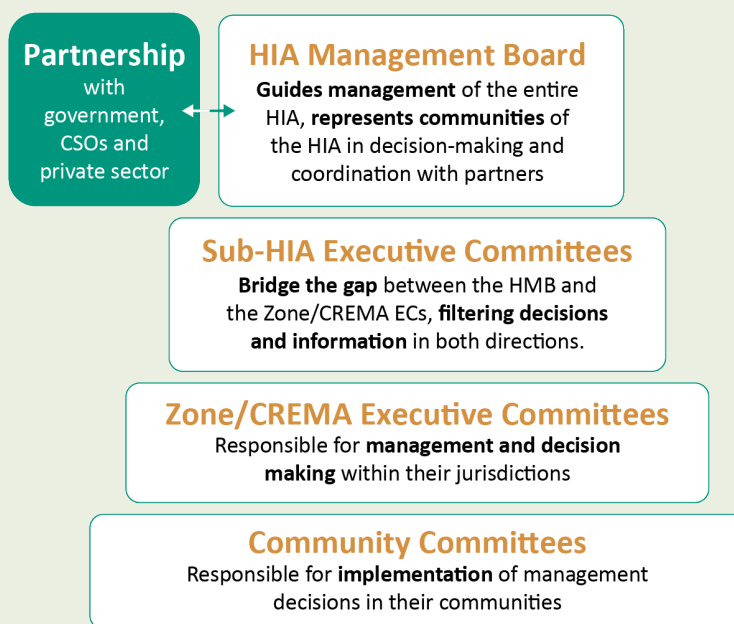 Partnership
with
government,
CSOs and
private sector
HIA Management Board
Guides management of the entire
HIA, represents communities of
the HIA in decision-making and
coordination with partners
Sub-HIA Executive Committees
Bridge the gap between the HMB and
the Zone/CREMA ECs, filtering decisions
and information in both directions.
Zone/CREMA Executive Committees
Responsible for management and decision
making within their jurisdictions
Community Committees
Responsible for implementation of management
decisions in their communities